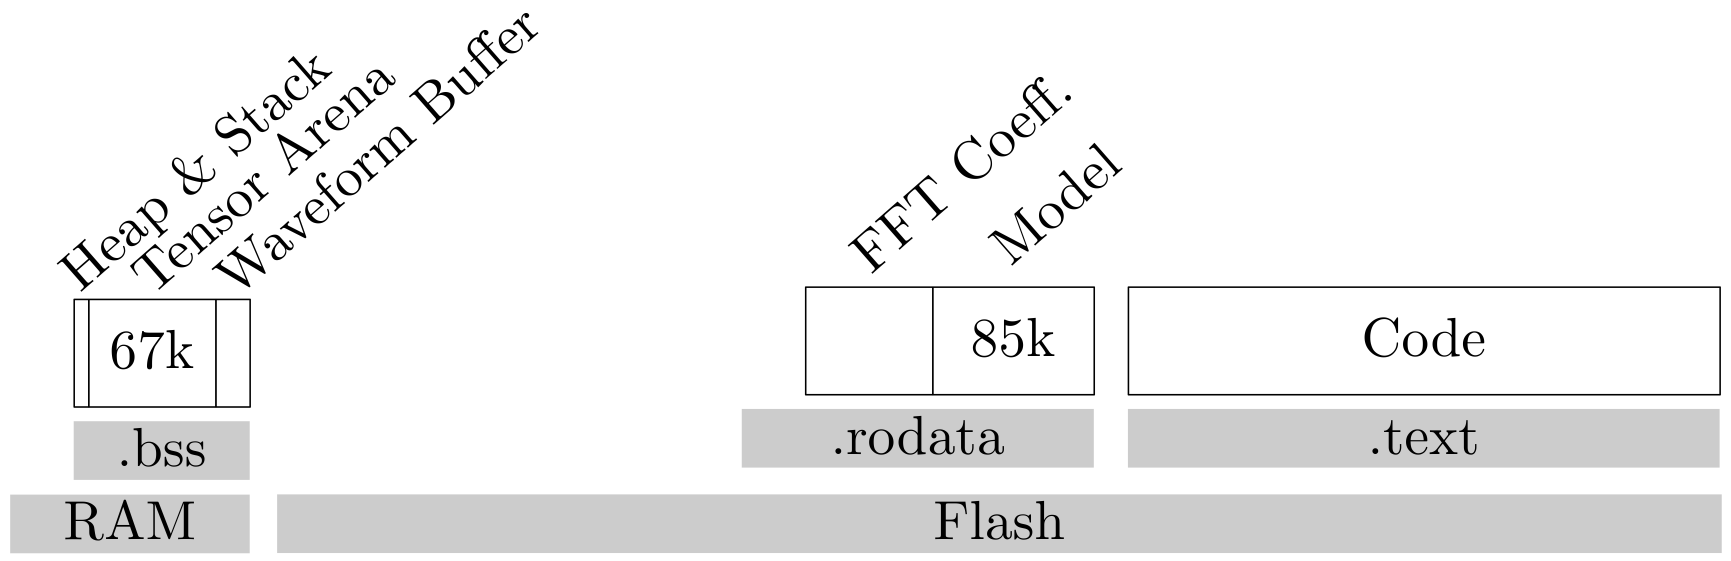 Heap & Stack
Tensor Arena
Waveform Buffer
FFT Coeff.
Model
67k
85k
Code
.bss
.rodata
.text
RAM
Flash